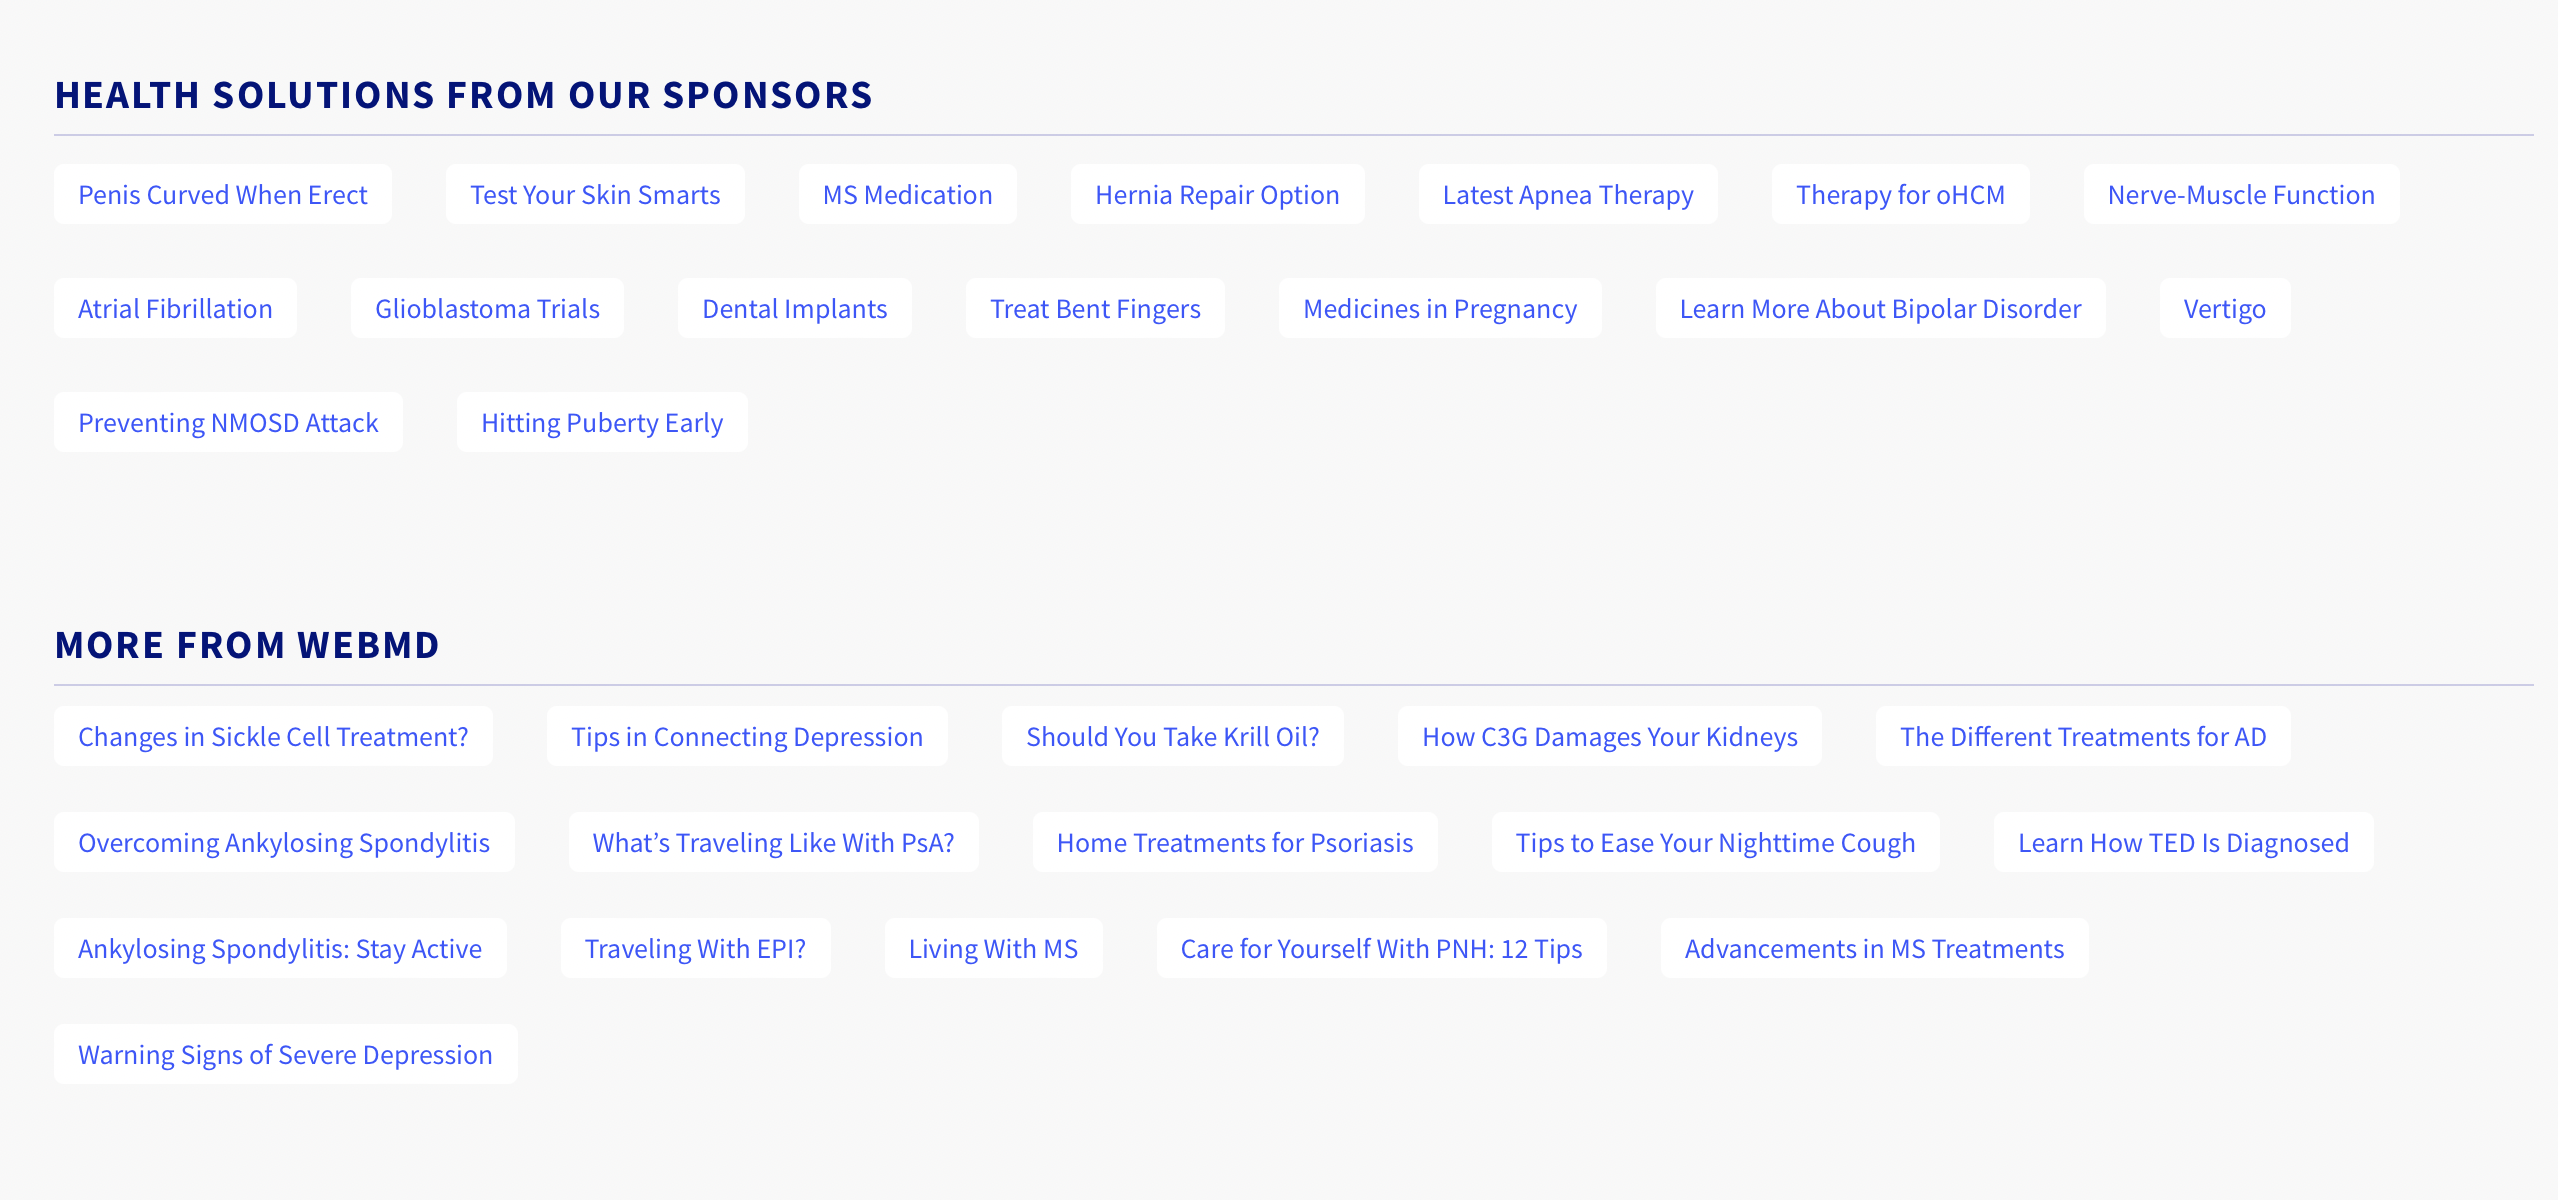 HEALTH SOLUTIONS FROM OUR SPONSORS
Penis Curved When Erect Test Your Skin Smarts MS Medication Hernia Repair Option Latest Apnea Therapy Therapy for oHCM Nerve-Muscle Function
Atrial Fibrillation Glioblastoma Trials Dental Implants Treat Bent Fingers Medicines in Pregnancy Learn More About Bipolar Disorder Vertigo
Preventing NMOSD Attack Hitting Puberty Early
MORE FROM WEBMD
Changes in Sickle Cell Treatment? Tips in Connecting Depression Should You Take Krill Oil? How C3G Damages Your Kidneys The Different Treatments for AD
Overcoming Ankylosing Spondylitis What’s Traveling Like With PsA? Home Treatments for Psoriasis Tips to Ease Your Nighttime Cough Learn How TED Is Diagnosed
Ankylosing Spondylitis: Stay Active Traveling With EPI? Living With MS Care for Yourself With PNH: 12 Tips Advancements in MS Treatments
Warning Signs of Severe Depression